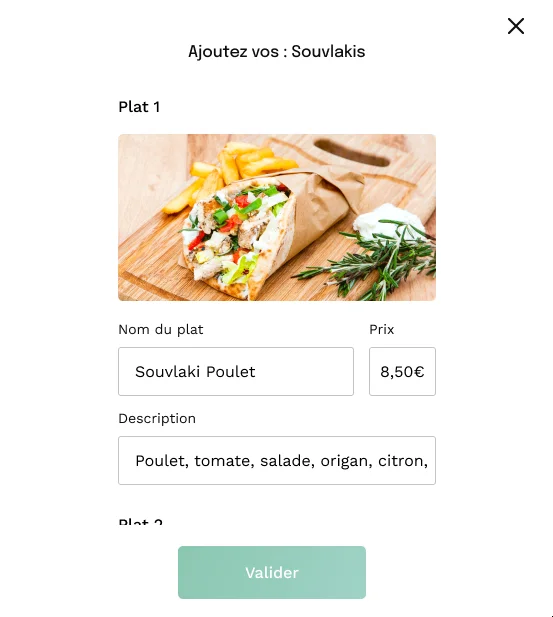 Ajoutez vos : Souvlakis
Plat 1
Nom du plat
Prix
Souvlaki Poulet
8,50€
Description
Poulet, tomate, salade, origan, citron,
Plat 2
Valider